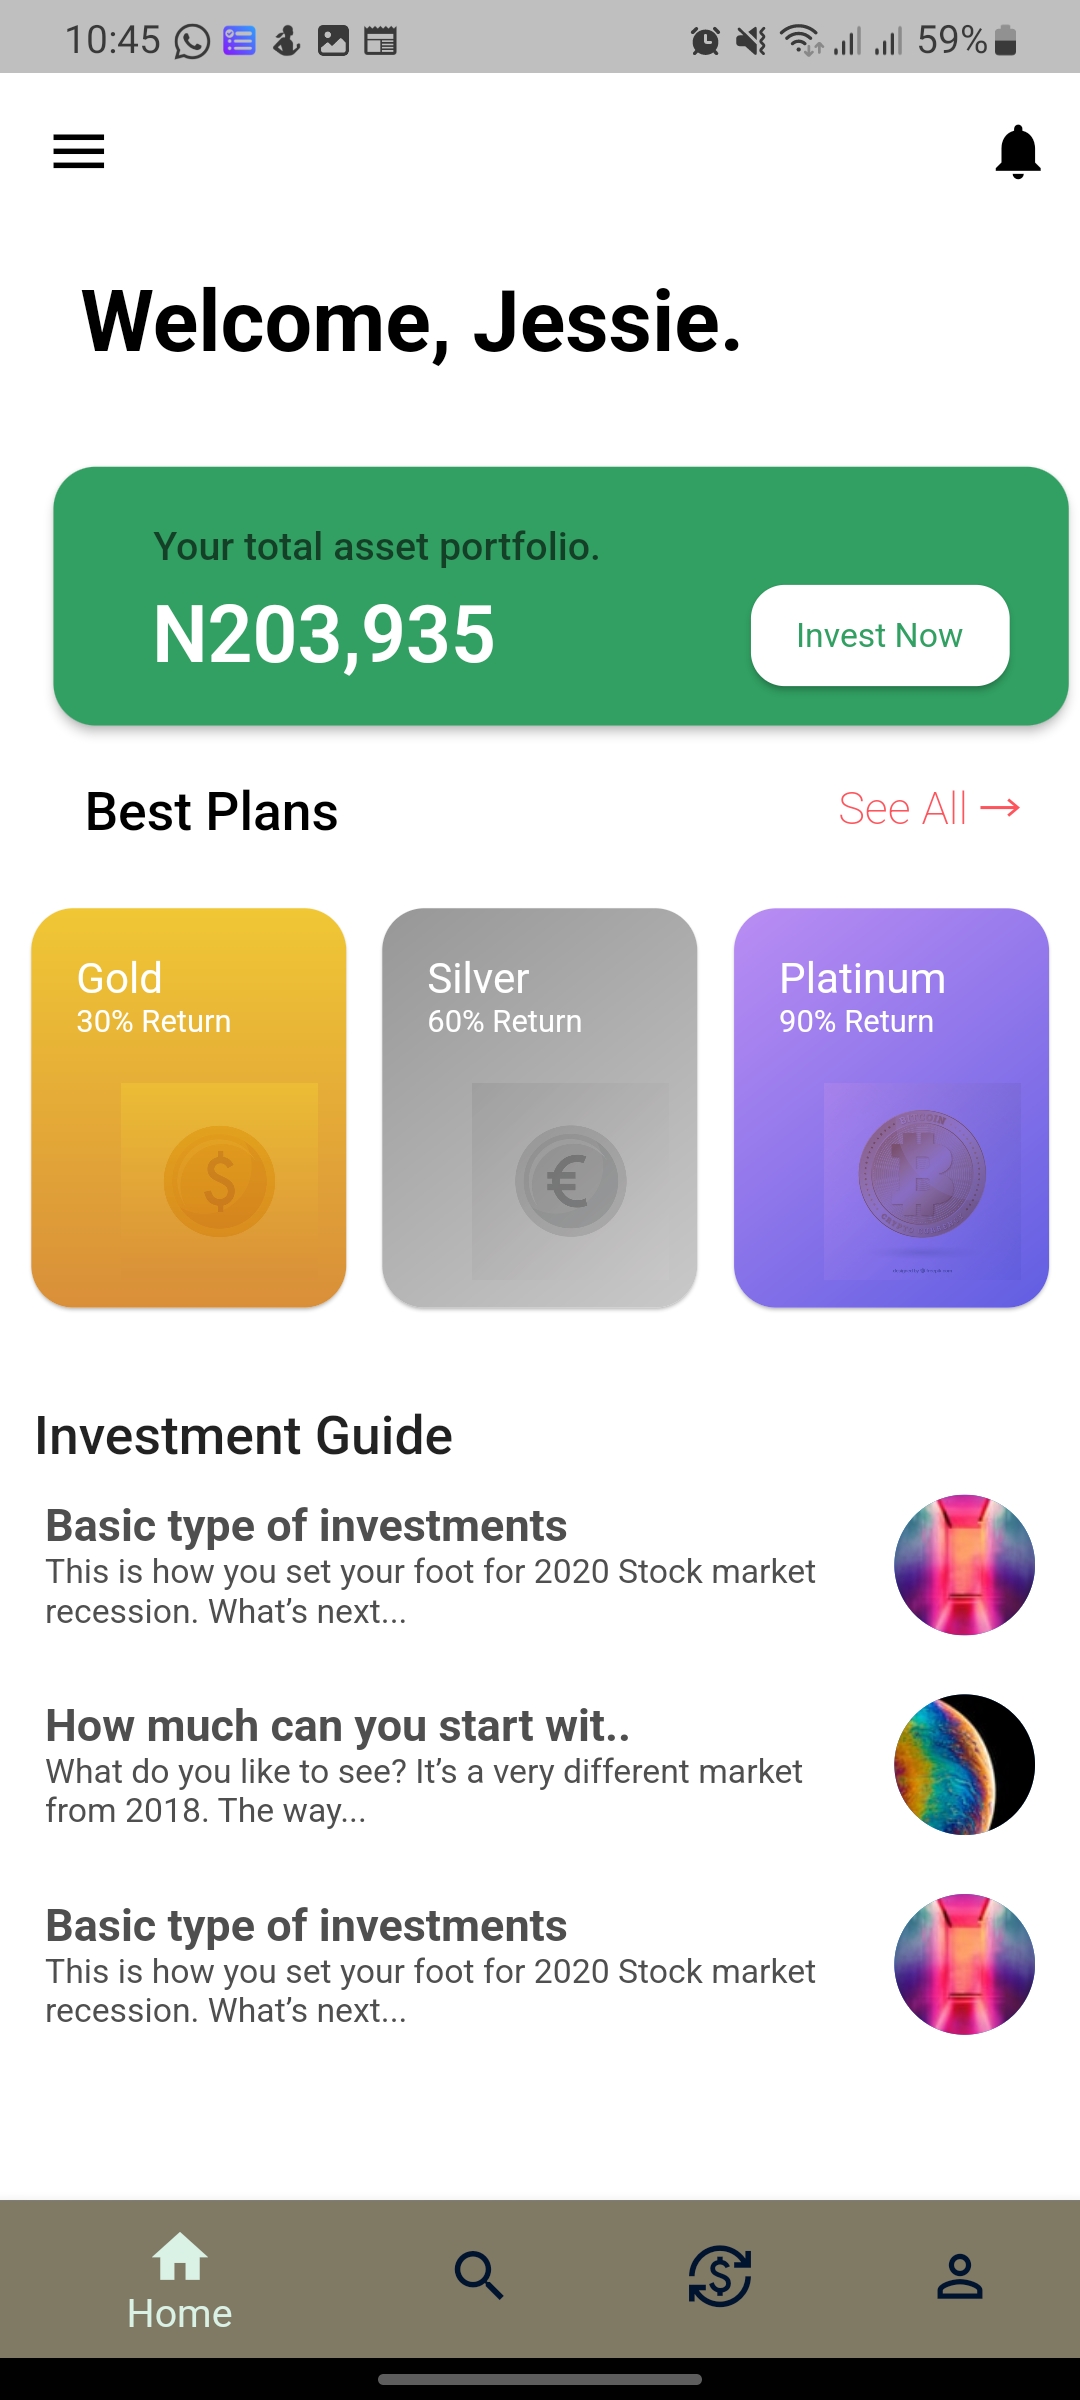 10:45
59%
Welcome, Jessie.
Your total asset portfolio.
N203,935
Invest Now
Best Plans
See All →
Gold
30% Return
Silver
60% Return
Platinum
90% Return
$
€
Investment Guide
Basic type of investments
This is how you set your foot for 2020 Stock market
recession. What’s next...
How much can you start wit..
What do you like to see? It’s a very different market
from 2018. The way...
Basic type of investments
This is how you set your foot for 2020 Stock market
recession. What’s next...
Home